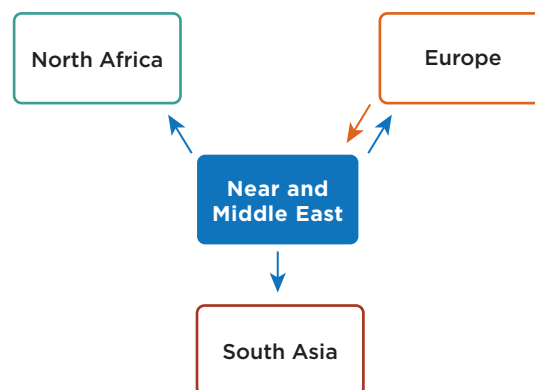 North Africa
Europe
Near and
Middle East
South Asia